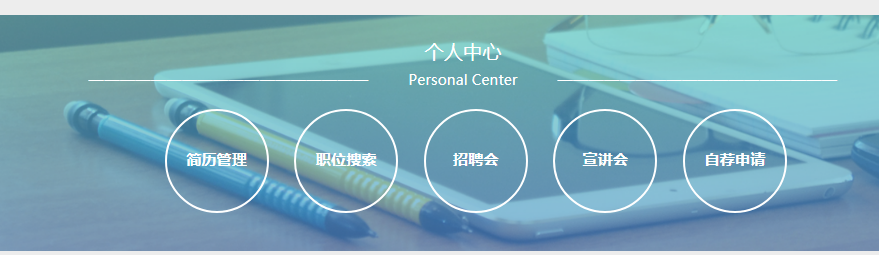 个人中心
Personal Center
简历管理
职位搜索
招聘会
宣讲会
自荐申请